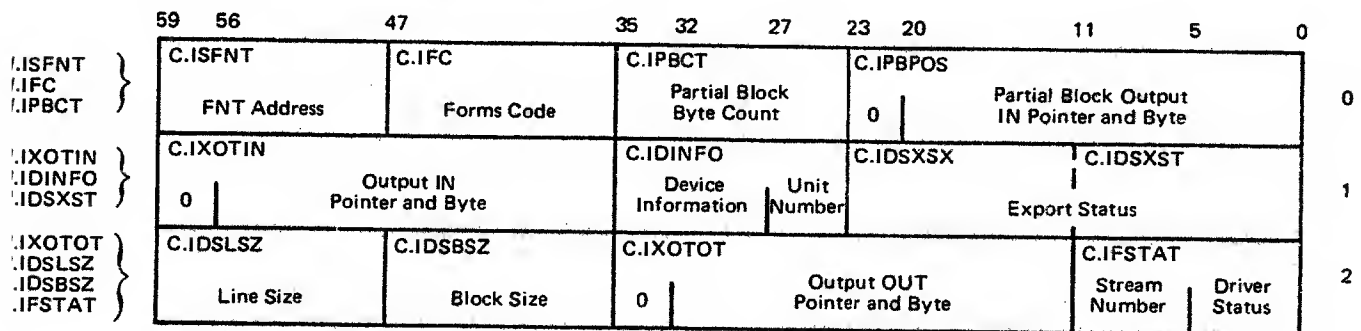 59 56 47 35 32 27 23 20 11 5 0
.ISFNT
.IFC
.IPBCT
C.ISFNT C.IFC C.IPBCT C.IPBPOS
FNT Address Forms Code Partial Block Byte Count 0 Partial Block Output IN Pointer and Byte
0
.IXOTIN
.IDINFO
.IDSXST
C.IXOTIN C.IDINFO C.IDSXSX C.IDSXST
0 Output IN Pointer and Byte Device Information Unit Number Export Status
1
.IXOTOT
.IDSLSZ
.IDSBSZ
.IFSTAT
C.IDSLSZ C.IDSBSZ C.IXOTOT C.IFSTAT
Line Size Block Size 0 Output OUT Pointer and Byte Stream Number Driver Status
2